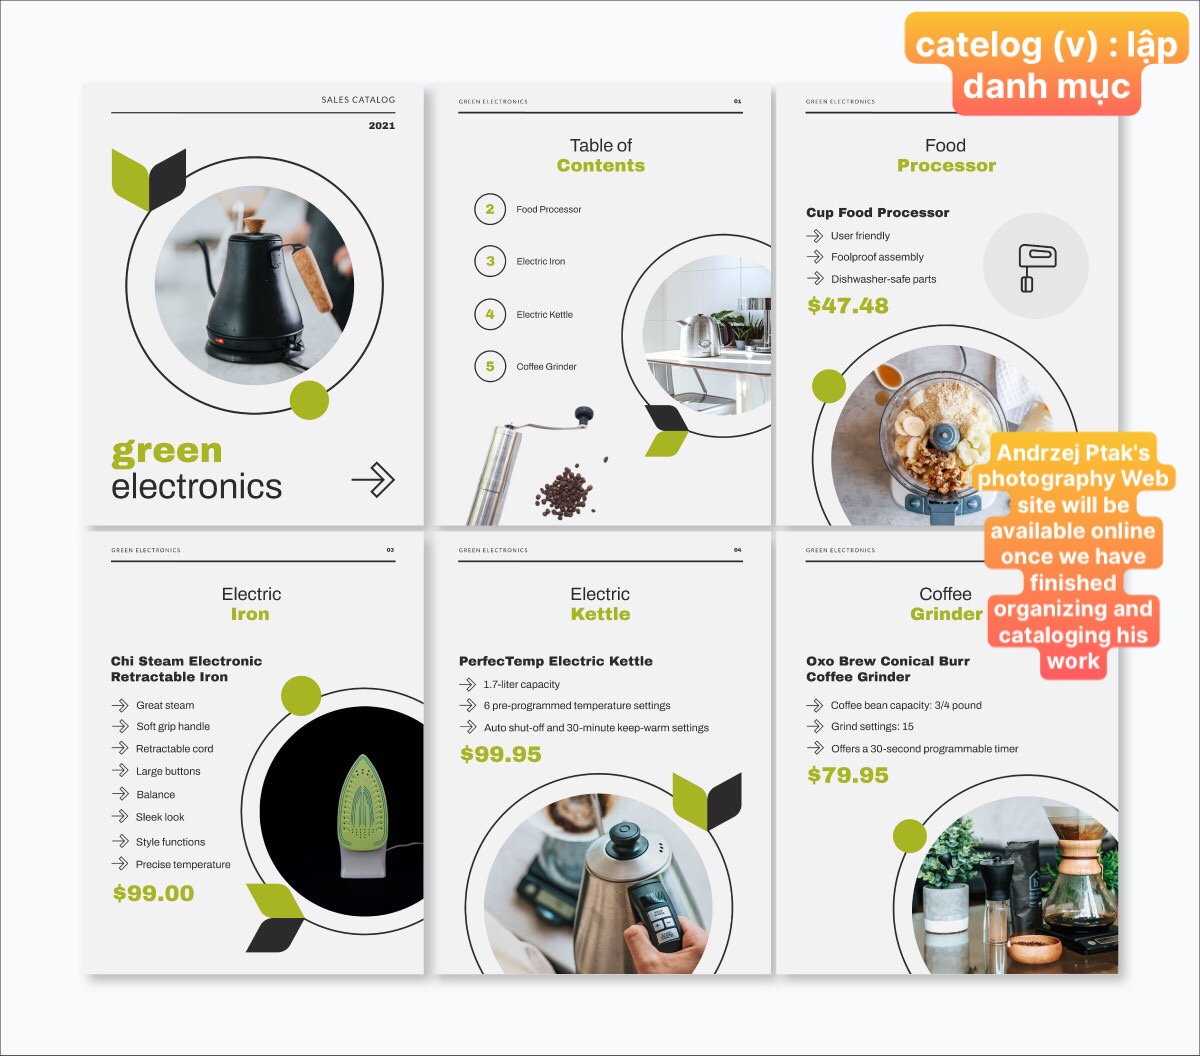 catelog (v) : lập
danh mục
SALES CATALOG
2021
green
electronics
GREEN ELECTRONICS
01
Table of
Contents
2
Food Processor
3
Electric Iron
4
Electric Kettle
5
Coffee Grinder
GREEN ELECTRONICS
Food
Processor
Cup Food Processor
User friendly
Foolproof assembly
Dishwasher-safe parts
$47.48
Andrzej Ptak's
photography Web
site will be
available online
once we have
finished
organizing and
cataloging his
work
GREEN ELECTRONICS
03
Electric
Iron
Chi Steam Electronic
Retractable Iron
Great steam
Soft grip handle
Retractable cord
Large buttons
Balance
Sleek look
Style functions
Precise temperature
$99.00
GREEN ELECTRONICS
04
Electric
Kettle
PerfecTemp Electric Kettle
1.7-liter capacity
6 pre-programmed temperature settings
Auto shut-off and 30-minute keep-warm settings
$99.95
GREEN ELECTRONICS
Coffee
Grinder
Oxo Brew Conical Burr
Coffee Grinder
Coffee bean capacity: 3/4 pound
Grind settings: 15
Offers a 30-second programmable timer
$79.95